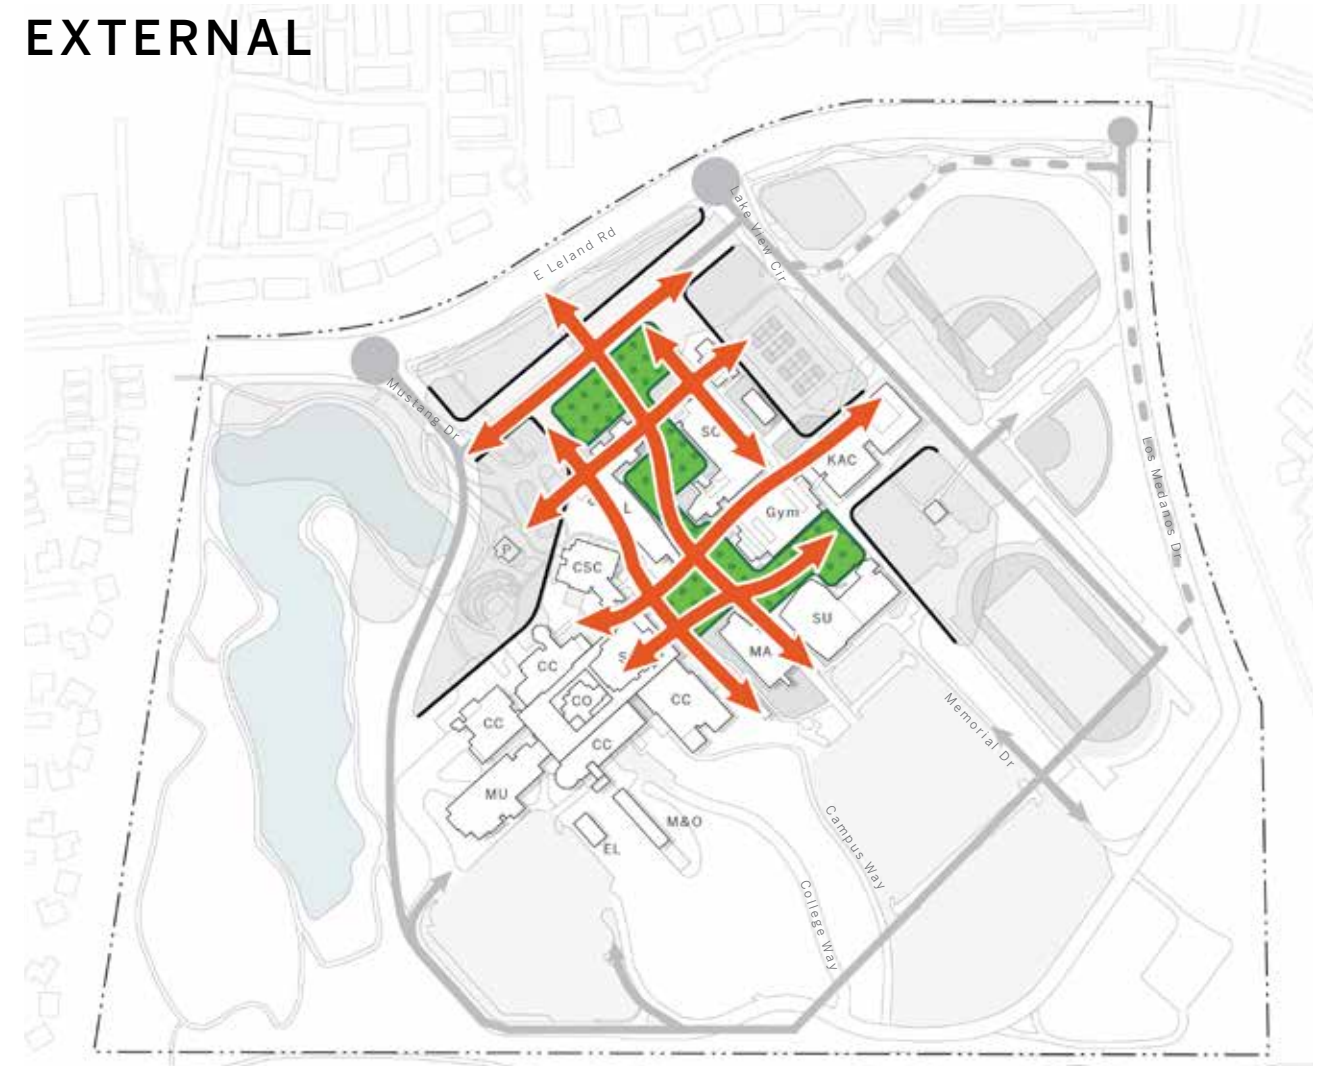 EXTERNAL
E Leland Rd
Lake View Cir
Mustang Dr
Los Medanos Dr
SC
KAC
L
Gym
P
CSC
SU
MA
CC
CO
CC
CC
CC
MU
M&O
EL
Memorial Dr
Campus Way
College Way